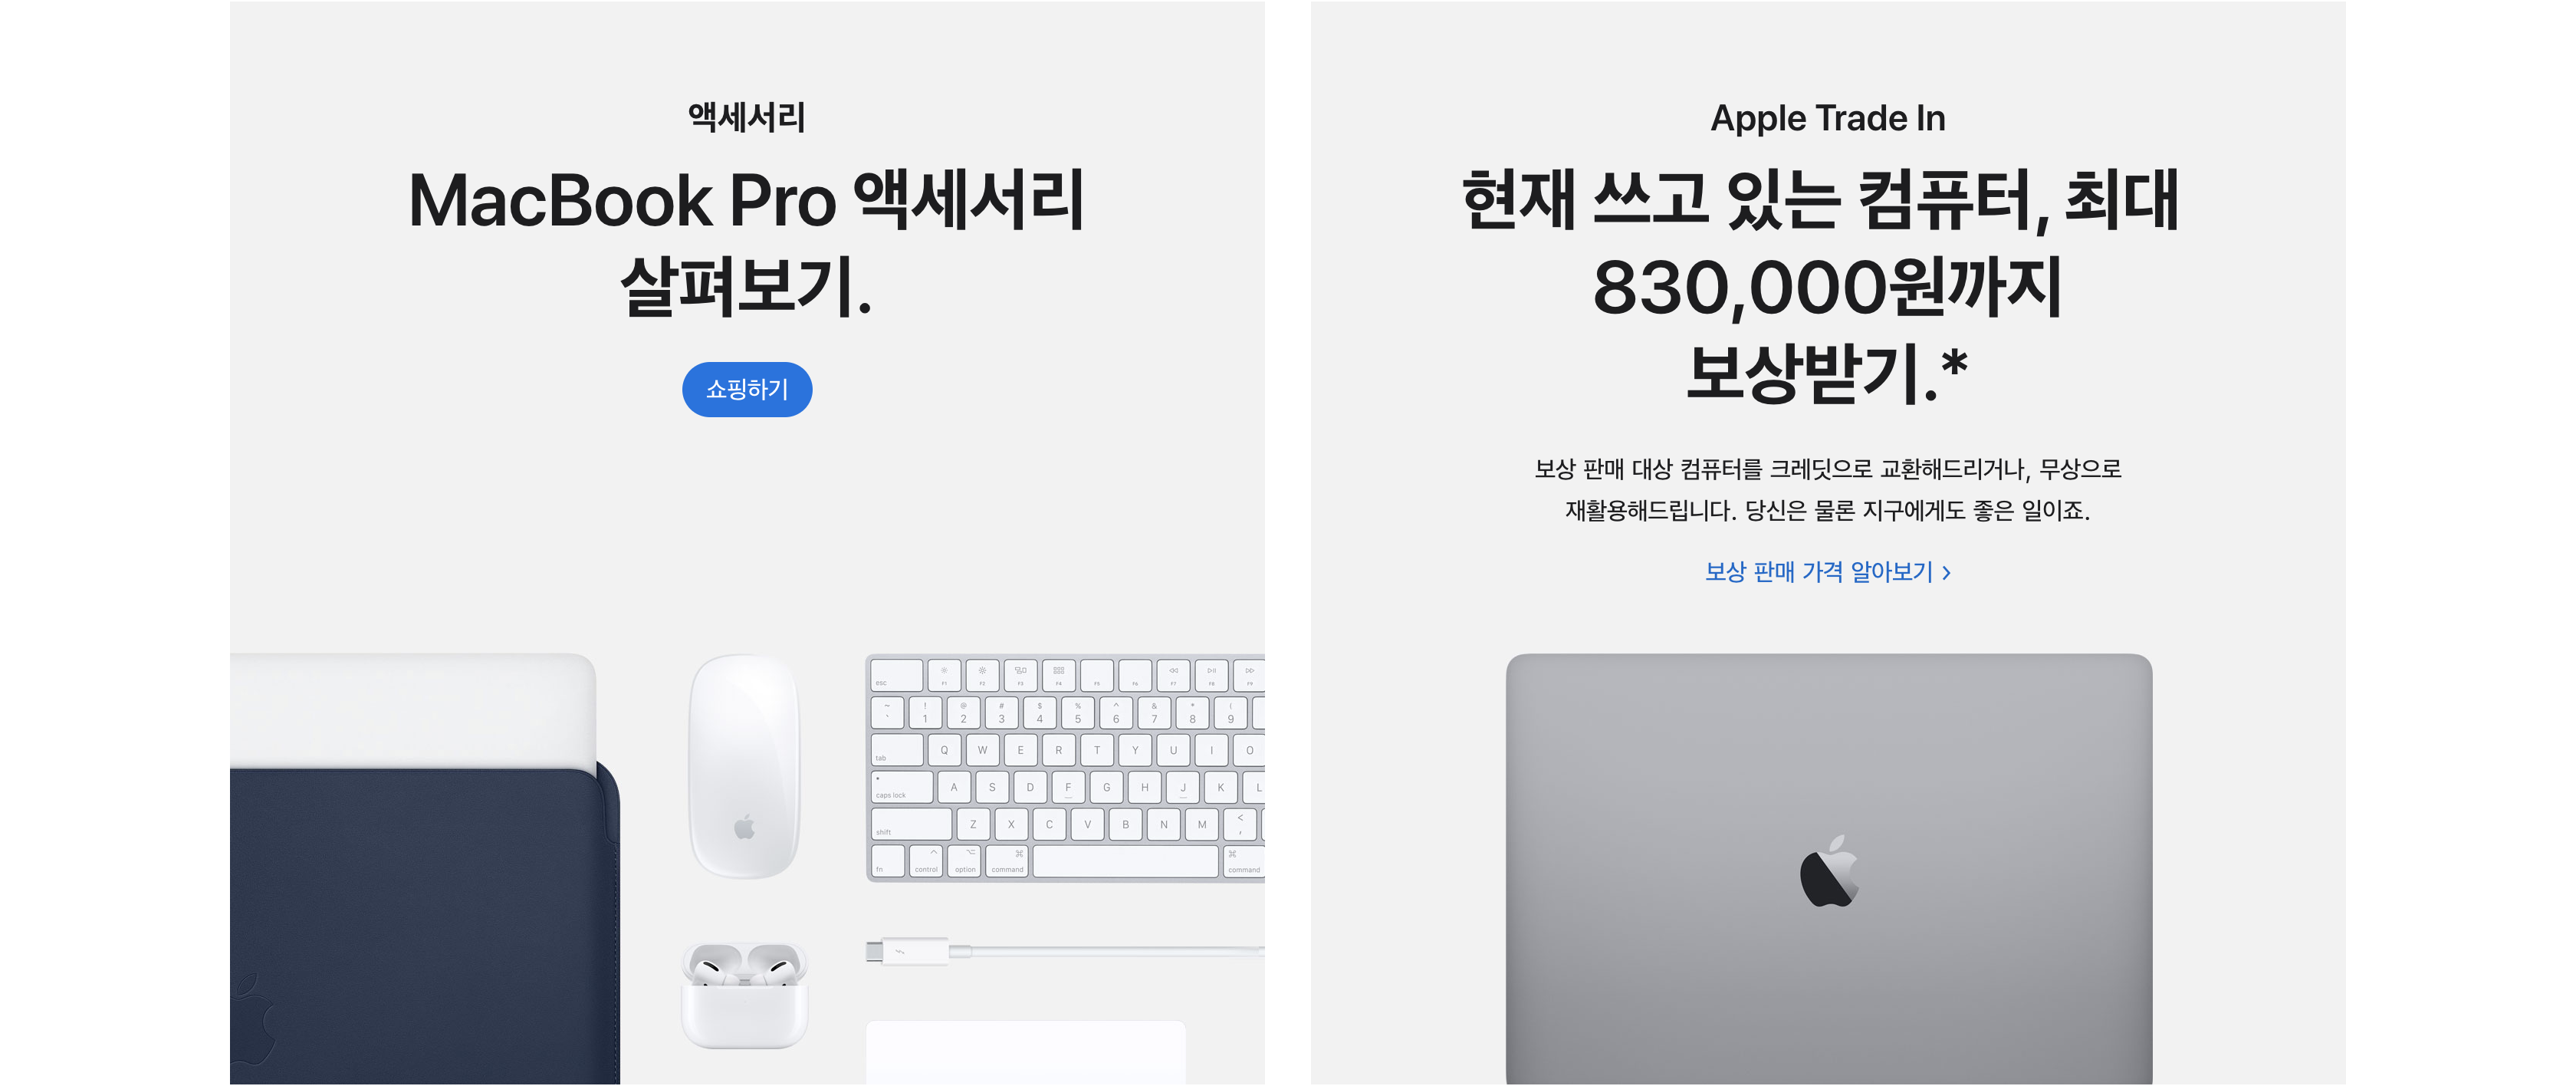 액세서리
MacBook Pro 액세서리
살펴보기.
쇼핑하기
esc F1 F2 F3 F4 F5 F6 F7 F8 F9
~ ! @ # $ % ^ & * (
` 1 2 3 4 5 6 7 8 9
tab Q W E R T Y U I O
caps lock A S D F G H J K L
shift Z X C V B N M < ,
fn control option command command
Apple Trade In
현재 쓰고 있는 컴퓨터, 최대
830,000원까지
보상받기.*
보상 판매 대상 컴퓨터를 크레딧으로 교환해드리거나, 무상으로
재활용해드립니다. 당신은 물론 지구에게도 좋은 일이죠.
보상 판매 가격 알아보기 >